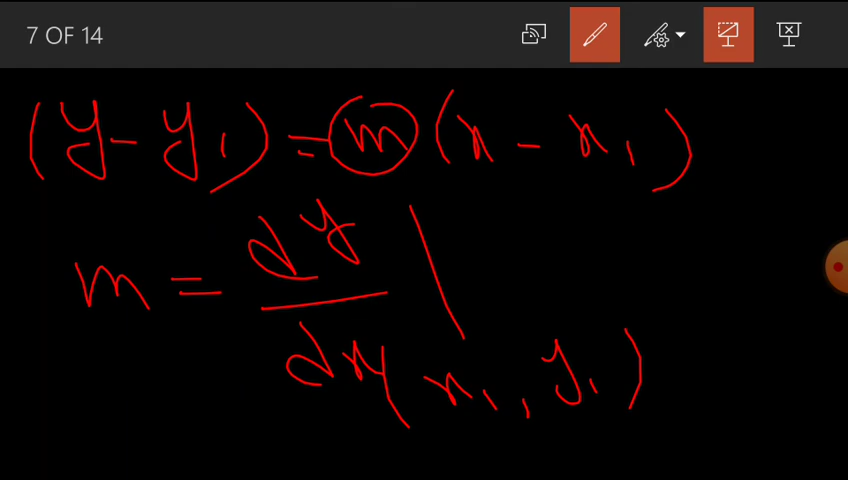 7 OF 14
(y - y₁) = m (x - x₁)
m = dy/dx | (x₁, y₁)